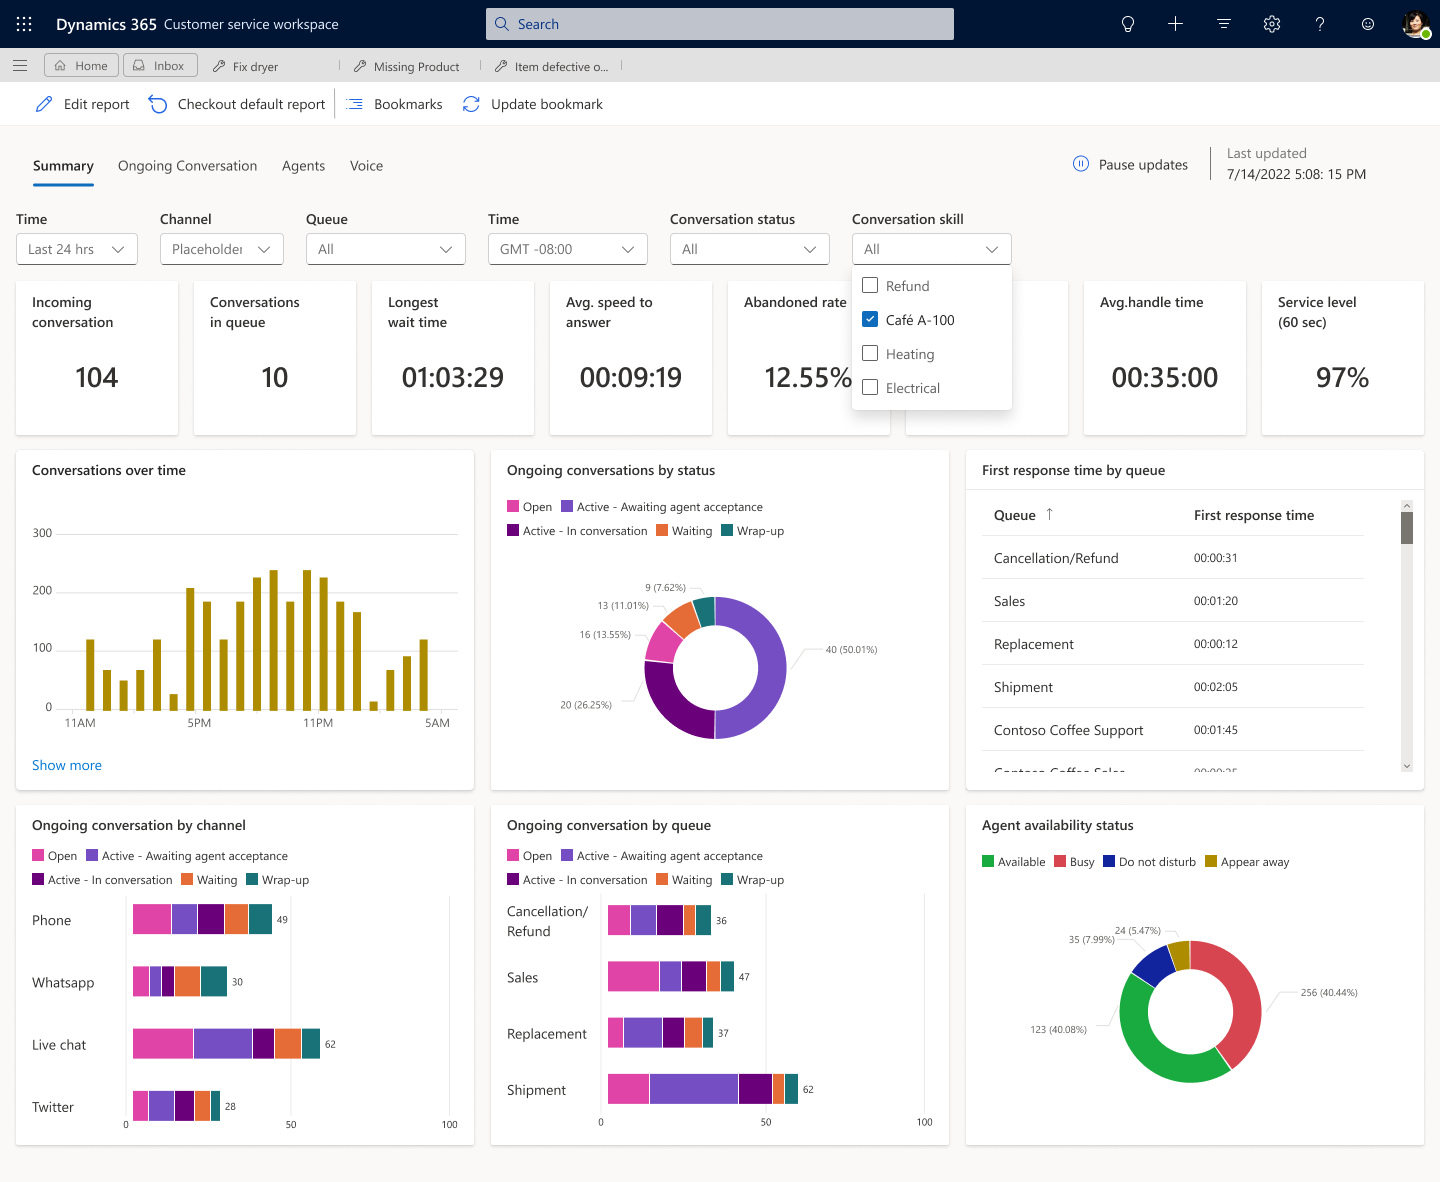 Dynamics 365 Customer service workspace
Search
Home
Inbox
Fix dryer
Missing Product
Item defective o...
Edit report
Checkout default report
Bookmarks
Update bookmark
Summary
Ongoing Conversation
Agents
Voice
Pause updates
Last updated
7/14/2022 5:08: 15 PM
Time
Last 24 hrs
Channel
Placeholder
Queue
All
Time
GMT -08:00
Conversation status
All
Conversation skill
All
Refund
Café A-100
Heating
Electrical
Incoming
conversation
104
Conversations
in queue
10
Longest
wait time
01:03:29
Avg. speed to
answer
00:09:19
Abandoned rate
12.55%
Avg.handle time
00:35:00
Service level
(60 sec)
97%
Conversations over time
300
200
100
0
11AM
5PM
11PM
5AM
Show more
Ongoing conversations by status
Open
Active - Awaiting agent acceptance
Active - In conversation
Waiting
Wrap-up
9 (7.62%)
13 (11.01%)
16 (13.55%)
40 (50.01%)
20 (26.25%)
First response time by queue
Queue ↑ First response time
Cancellation/Refund 00:00:31
Sales 00:01:20
Replacement 00:00:12
Shipment 00:02:05
Contoso Coffee Support 00:01:45
Contoso Coffee Sales 00:00:25
Ongoing conversation by channel
Open
Active - Awaiting agent acceptance
Active - In conversation
Waiting
Wrap-up
Phone 49
Whatsapp 30
Live chat 62
Twitter 28
0
50
100
Ongoing conversation by queue
Open
Active - Awaiting agent acceptance
Active - In conversation
Waiting
Wrap-up
Cancellation/
Refund
36
Sales 47
Replacement 37
Shipment 62
0
50
100
Agent availability status
Available
Busy
Do not disturb
Appear away
24 (5.47%)
35 (7.99%)
256 (40.44%)
123 (40.08%)